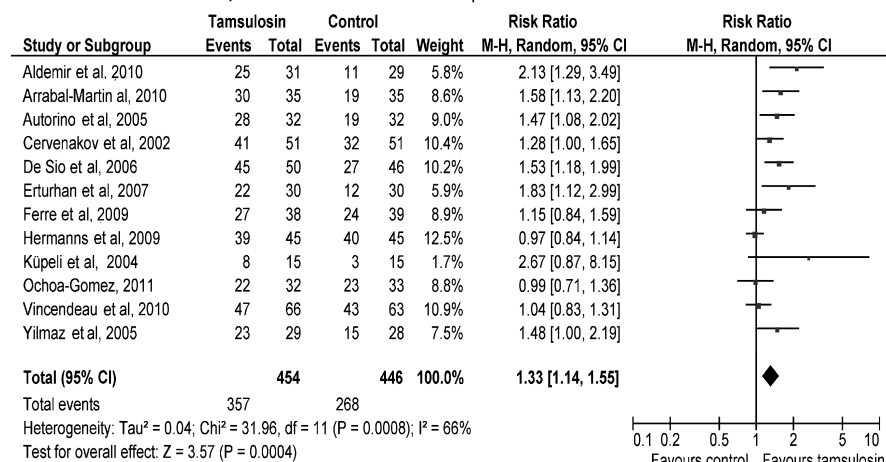 Tamsulosin Control Risk Ratio Risk Ratio
Study or Subgroup Events Total Events Total Weight M-H, Random, 95% CI M-H, Random, 95% CI
Aldemir et al. 2010 25 31 11 29 5.8% 2.13 [1.29, 3.49]
Arrabal-Martin al, 2010 30 35 19 35 8.6% 1.58 [1.13, 2.20]
Autorino et al, 2005 28 32 19 32 9.0% 1.47 [1.08, 2.02]
Cervenakov et al, 2002 41 51 32 51 10.4% 1.28 [1.00, 1.65]
De Sio et al, 2006 45 50 27 46 10.2% 1.53 [1.18, 1.99]
Erturhan et al, 2007 22 30 12 30 5.9% 1.83 [1.12, 2.99]
Ferre et al, 2009 27 38 24 39 8.9% 1.15 [0.84, 1.59]
Hermanns et al, 2009 39 45 40 45 12.5% 0.97 [0.84, 1.14]
Küpeli et al, 2004 8 15 3 15 1.7% 2.67 [0.87, 8.15]
Ochoa-Gomez, 2011 22 32 23 33 8.8% 0.99 [0.71, 1.36]
Vincendeau et al, 2010 47 66 43 63 10.9% 1.04 [0.83, 1.31]
Yilmaz et al, 2005 23 29 15 28 7.5% 1.48 [1.00, 2.19]
Total (95% CI) 454 446 100.0% 1.33 [1.14, 1.55]
Total events 357 268
Heterogeneity: Tau² = 0.04; Chi² = 31.96, df = 11 (P = 0.0008); I² = 66%
Test for overall effect: Z = 3.57 (P = 0.0004)
0.1 0.2 0.5 1 2 5 10
Favours control Favours tamsulosin